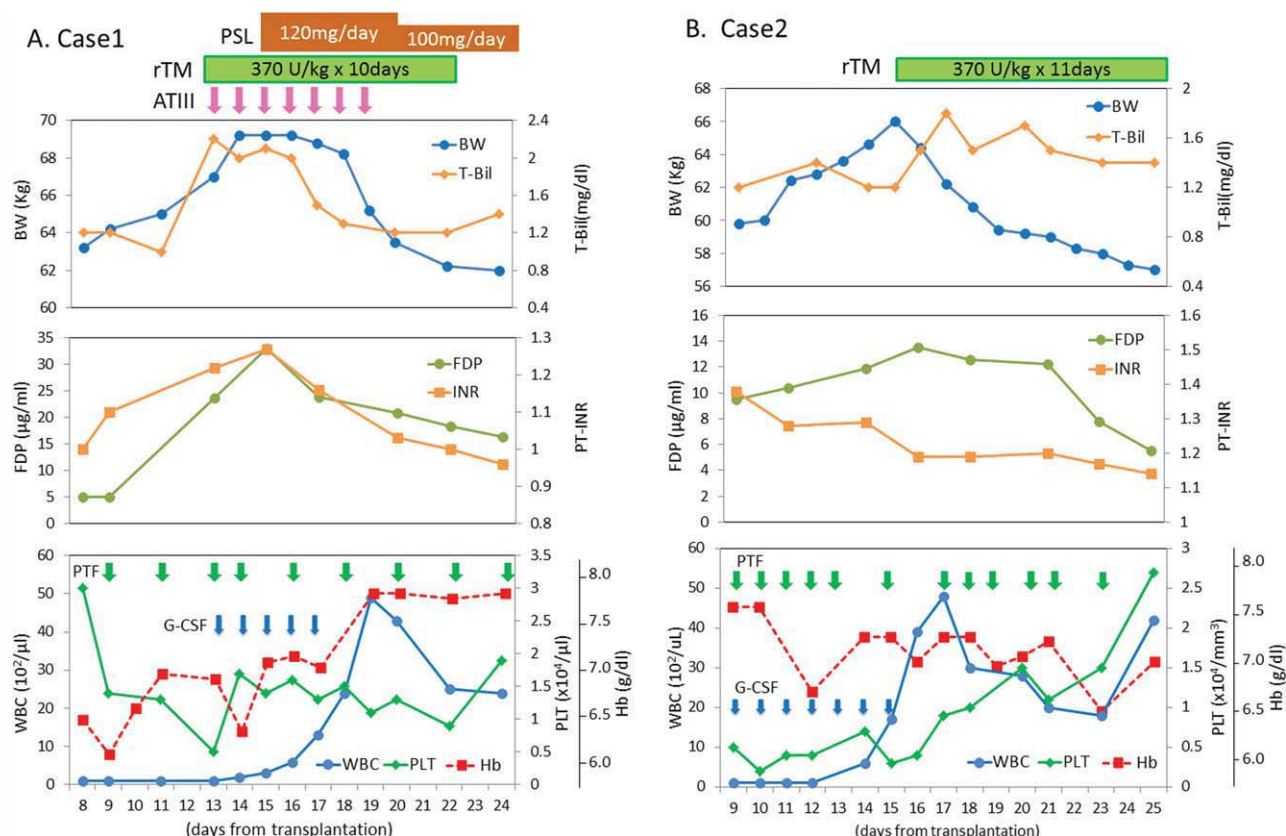 A. Case1
PSL
120mg/day
100mg/day
rTM
370 U/kg x 10days
ATIII
BW (Kg)
70
68
66
64
62
60
BW
T-Bil
2.4
2
1.6
1.2
0.8
0.4
T-Bil(mg/dl)
FDP (μg/ml)
35
30
25
20
15
10
5
0
FDP
INR
1.3
1.2
1.1
1
0.9
0.8
PT-INR
WBC (10²/μl)
60
50
40
30
20
10
0
PTF
G-CSF
WBC
PLT
Hb
3.5
3
2.5
2
1.5
1
0.5
0
PLT (x10⁴/μl)
8.0
7.5
7.0
6.5
6.0
Hb (g/dl)
8 9 10 11 12 13 14 15 16 17 18 19 20 22 24
(days from transplantation)
B. Case2
rTM
370 U/kg x 11days
BW (Kg)
68
66
64
62
60
58
56
BW
T-Bil
2
1.6
1.2
0.8
0.4
0
T-Bil(mg/dl)
FDP (μg/ml)
16
14
12
10
8
6
4
2
0
FDP
INR
1.6
1.5
1.4
1.3
1.2
1.1
1
PT-INR
WBC (10²/uL)
60
50
40
30
20
10
0
PTF
G-CSF
WBC
PLT
Hb
3
2.5
2
1.5
1
0.5
0
PLT (x10⁴/mm³)
8.0
7.5
7.0
6.5
6.0
Hb (g/dl)
9 10 11 12 13 14 15 16 17 18 19 20 21 23 25
(days from transplantation)